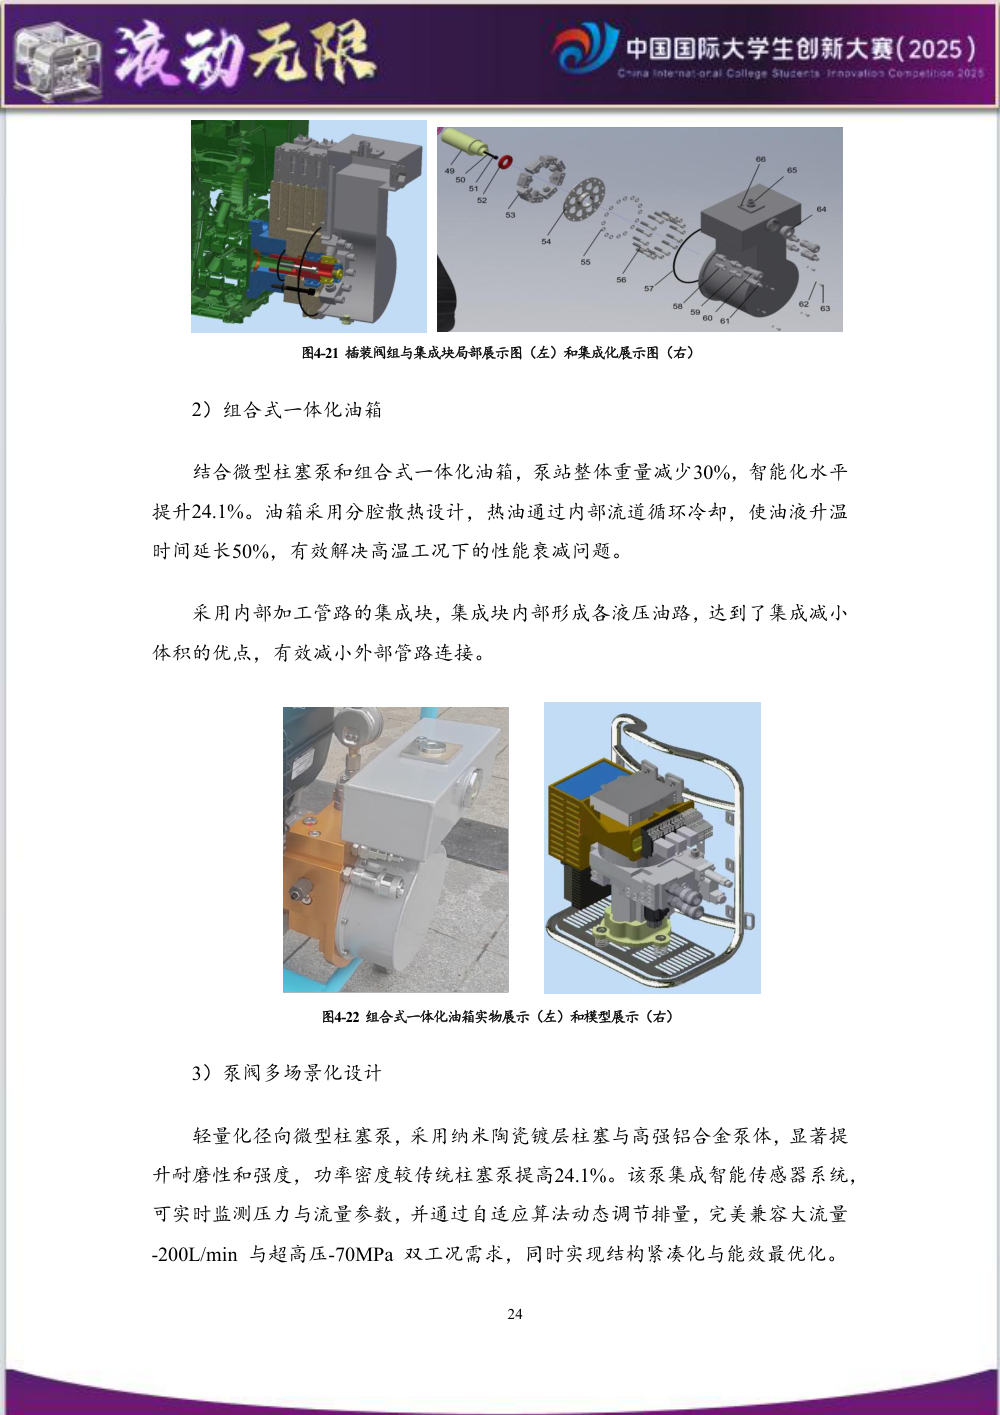 液动无限
中国国际大学生创新大赛(2025)
China International College Students' Innovation Competition 2025
49
50
51
52
53
54
55
56
57
58
59
60
61
62
63
64
65
66
图4-21 插装阀组与集成块局部展示图（左）和集成化展示图（右）
2）组合式一体化油箱
结合微型柱塞泵和组合式一体化油箱，泵站整体重量减少30%，智能化水平
提升24.1%。油箱采用分腔散热设计，热油通过内部流道循环冷却，使油液升温
时间延长50%，有效解决高温工况下的性能衰减问题。
采用内部加工管路的集成块，集成块内部形成各液压油路，达到了集成减小
体积的优点，有效减小外部管路连接。
图4-22 组合式一体化油箱实物展示（左）和模型展示（右）
3）泵阀多场景化设计
轻量化径向微型柱塞泵，采用纳米陶瓷镀层柱塞与高强铝合金泵体，显著提
升耐磨性和强度，功率密度较传统柱塞泵提高24.1%。该泵集成智能传感器系统，
可实时监测压力与流量参数，并通过自适应算法动态调节排量，完美兼容大流量
-200L/min 与超高压-70MPa 双工况需求，同时实现结构紧凑化与能效最优化。
24